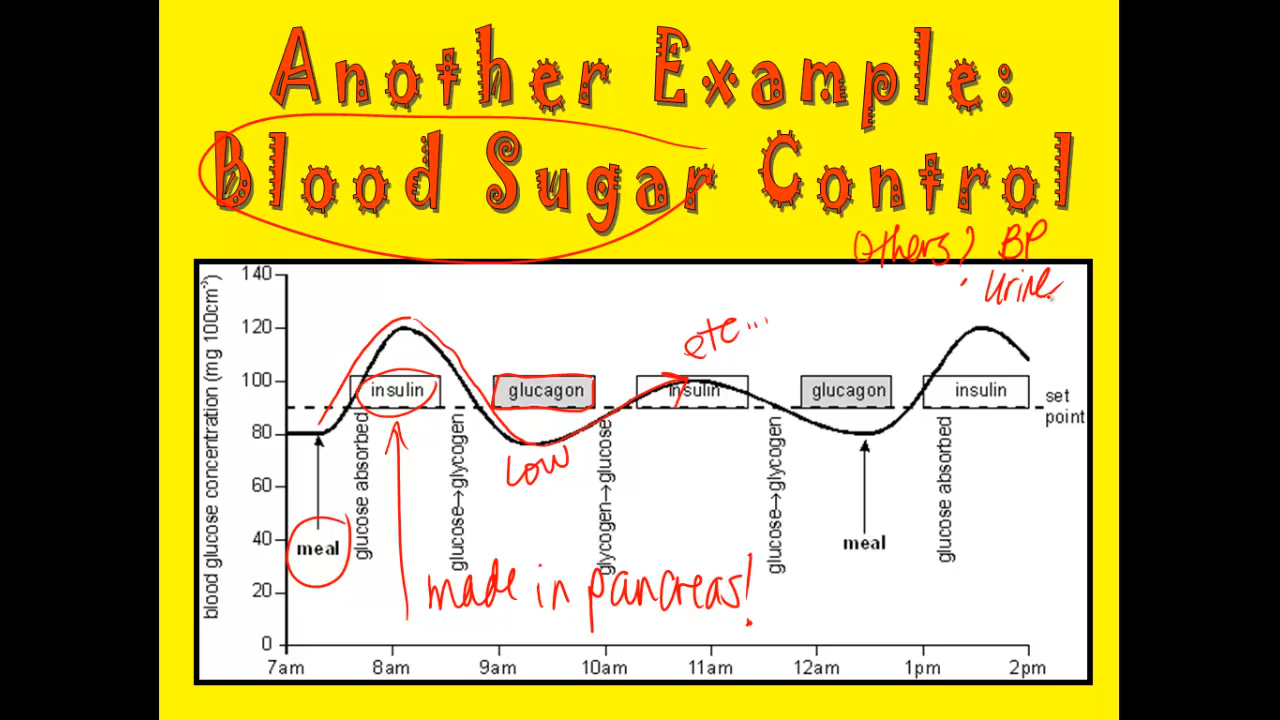 Another Example:
Blood Sugar Control
Others? BP
. Urine
blood glucose concentration (mg 100cm⁻³)
140
120
100
80
60
40
20
0
etc...
insulin
glucagon
insulin
glucagon
insulin
set
point
low
glucose absorbed
glucose→glycogen
glycogen→glucose
glucose→glycogen
glucose absorbed
meal
meal
made in pancreas!
7am 8am 9am 10am 11am 12am 1pm 2pm